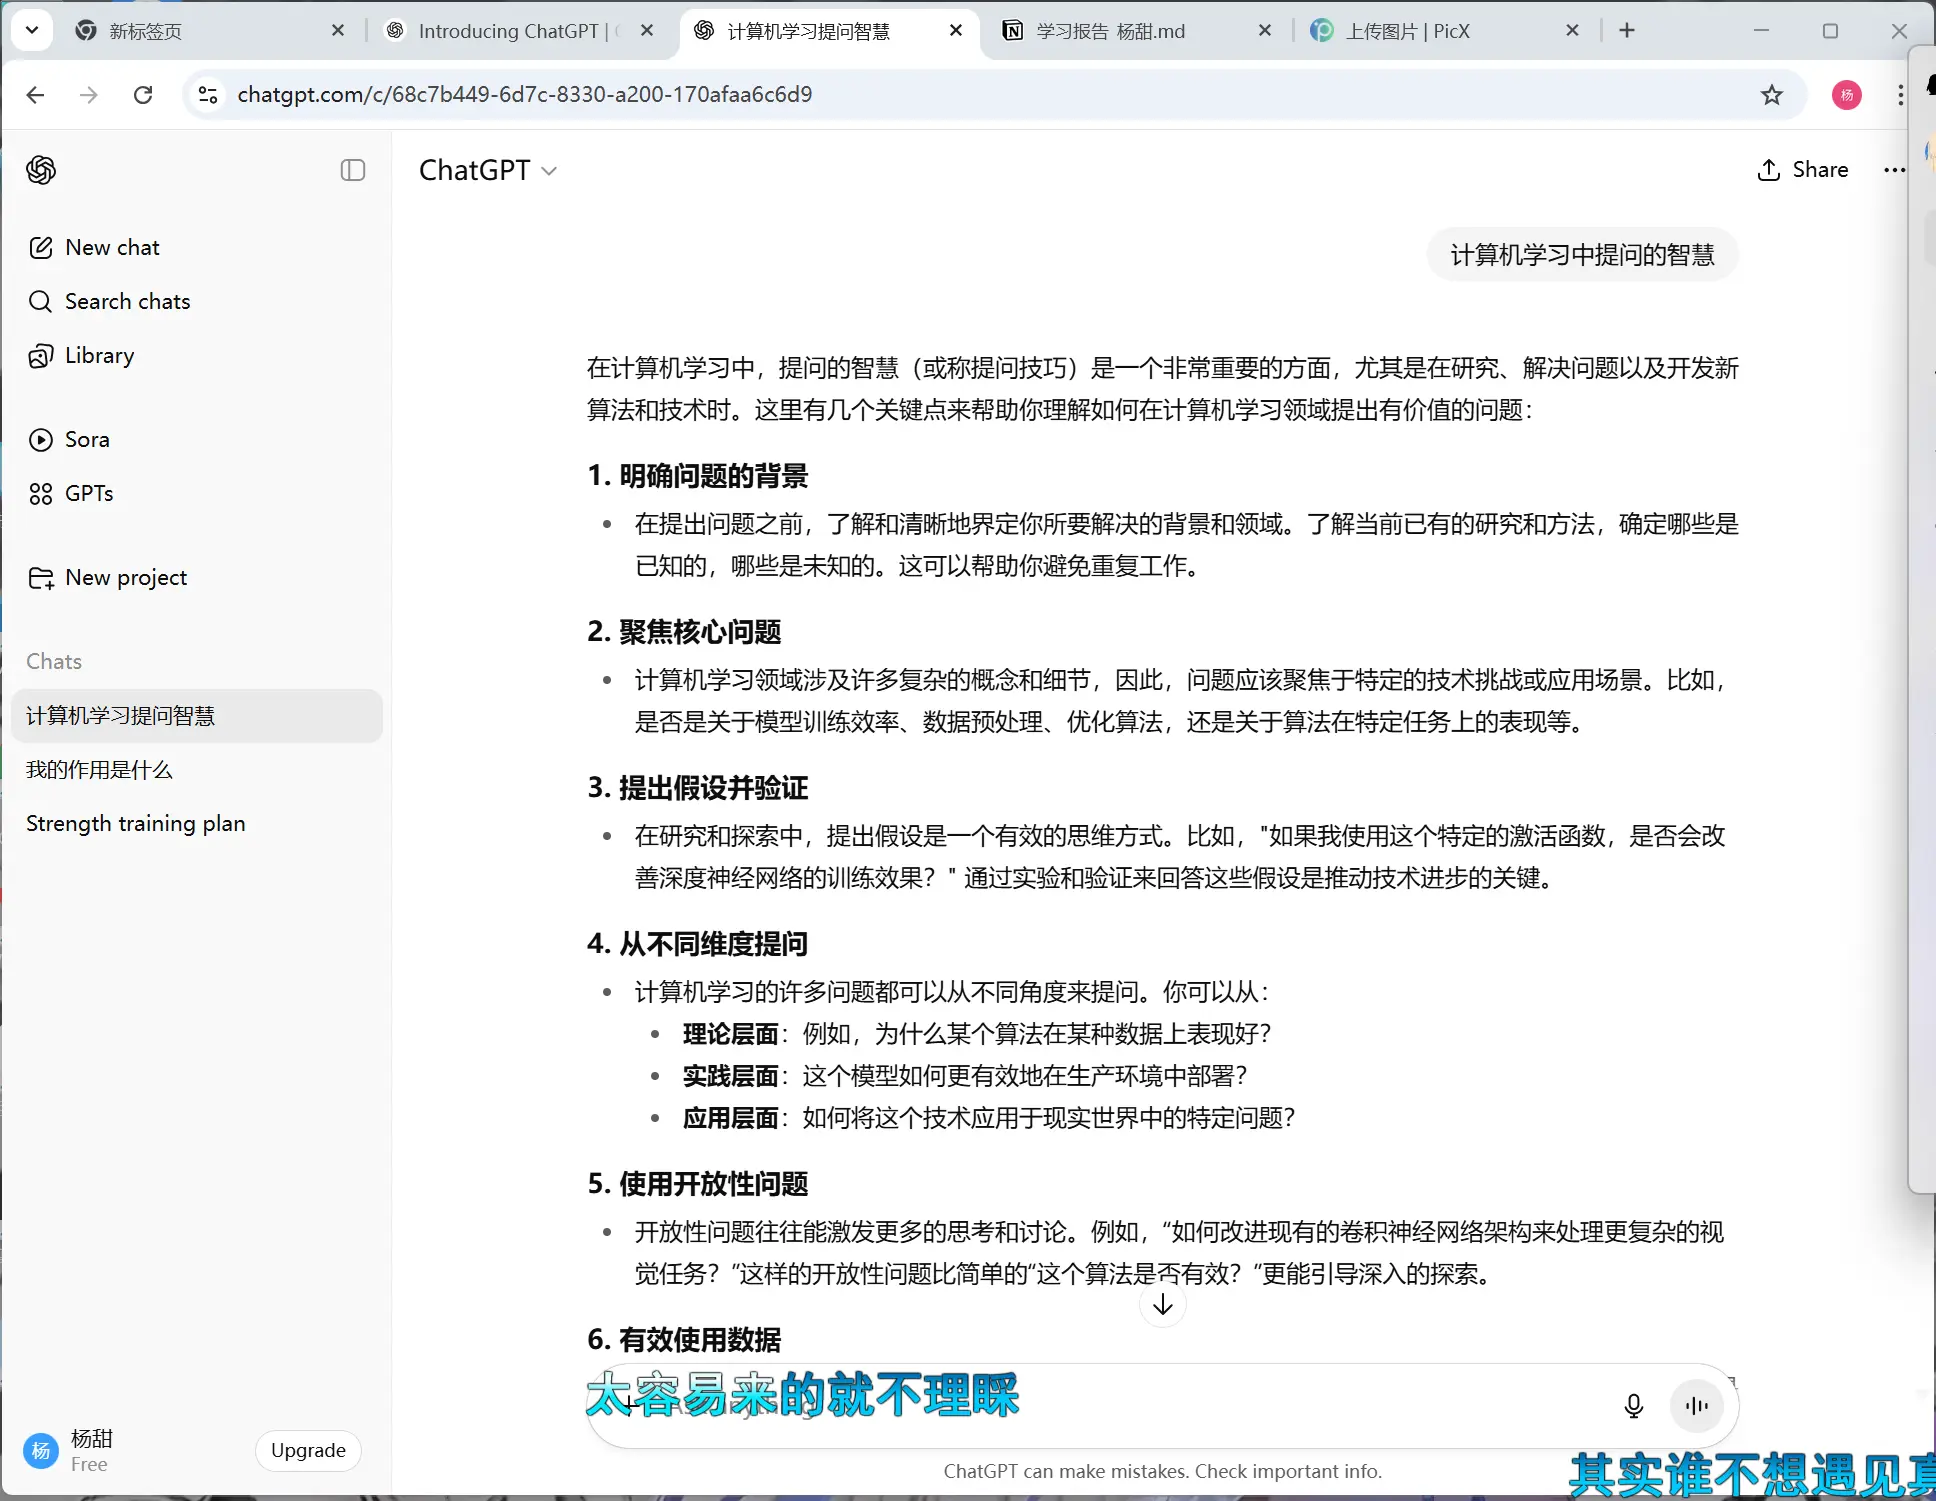 新标签页
Introducing ChatGPT |
计算机学习提问智慧
学习报告 杨甜.md
上传图片 | PicX
chatgpt.com/c/68c7b449-6d7c-8330-a200-170afaa6c6d9
杨
ChatGPT
Share
New chat
Search chats
Library
Sora
GPTs
New project
Chats
计算机学习提问智慧
我的作用是什么
Strength training plan
杨
杨甜
Free
Upgrade
计算机学习中提问的智慧
在计算机学习中，提问的智慧（或称提问技巧）是一个非常重要的方面，尤其是在研究、解决问题以及开发新
算法和技术时。这里有几个关键点来帮助你理解如何在计算机学习领域提出有价值的问题：
1. 明确问题的背景
在提出问题之前，了解和清晰地界定你所要解决的背景和领域。了解当前已有的研究和方法，确定哪些是
已知的，哪些是未知的。这可以帮助你避免重复工作。
2. 聚焦核心问题
计算机学习领域涉及许多复杂的概念和细节，因此，问题应该聚焦于特定的技术挑战或应用场景。比如，
是否是关于模型训练效率、数据预处理、优化算法，还是关于算法在特定任务上的表现等。
3. 提出假设并验证
在研究和探索中，提出假设是一个有效的思维方式。比如，"如果我使用这个特定的激活函数，是否会改
善深度神经网络的训练效果？" 通过实验和验证来回答这些假设是推动技术进步的关键。
4. 从不同维度提问
计算机学习的许多问题都可以从不同角度来提问。你可以从：
理论层面：例如，为什么某个算法在某种数据上表现好？
实践层面：这个模型如何更有效地在生产环境中部署？
应用层面：如何将这个技术应用于现实世界中的特定问题？
5. 使用开放性问题
开放性问题往往能激发更多的思考和讨论。例如，“如何改进现有的卷积神经网络架构来处理更复杂的视
觉任务？”这样的开放性问题比简单的“这个算法是否有效？”更能引导深入的探索。
6. 有效使用数据
太容易来的就不理睬
ChatGPT can make mistakes. Check important info.
其实谁不想遇见真